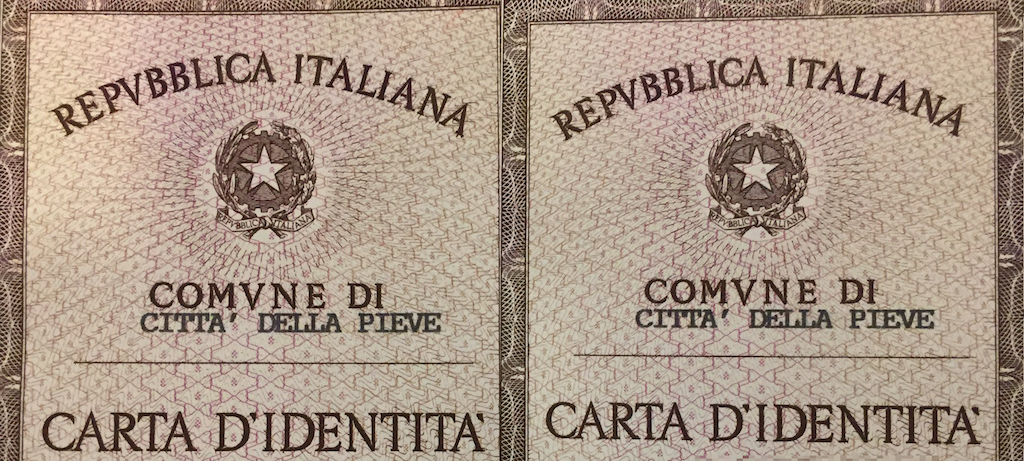 REPVBBLICA ITALIANA
REPVBBLICA ITALIANA
COMVNE DI
CITTA' DELLA PIEVE
CARTA D'IDENTITA'
REPVBBLICA ITALIANA
REPVBBLICA ITALIANA
COMVNE DI
CITTA' DELLA PIEVE
CARTA D'IDENTITA'